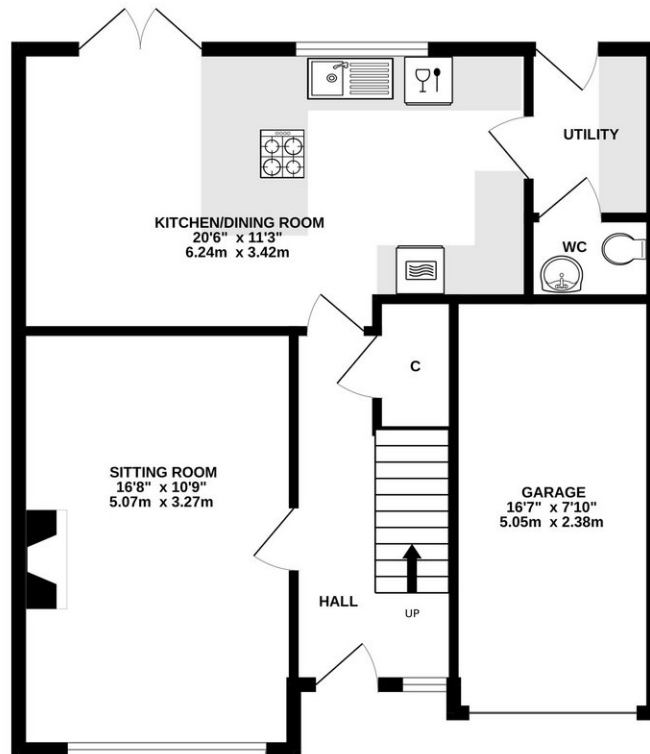 UTILITY
KITCHEN/DINING ROOM
20'6" x 11'3"
6.24m x 3.42m
WC
C
SITTING ROOM
16'8" x 10'9"
5.07m x 3.27m
GARAGE
16'7" x 7'10"
5.05m x 2.38m
HALL
UP